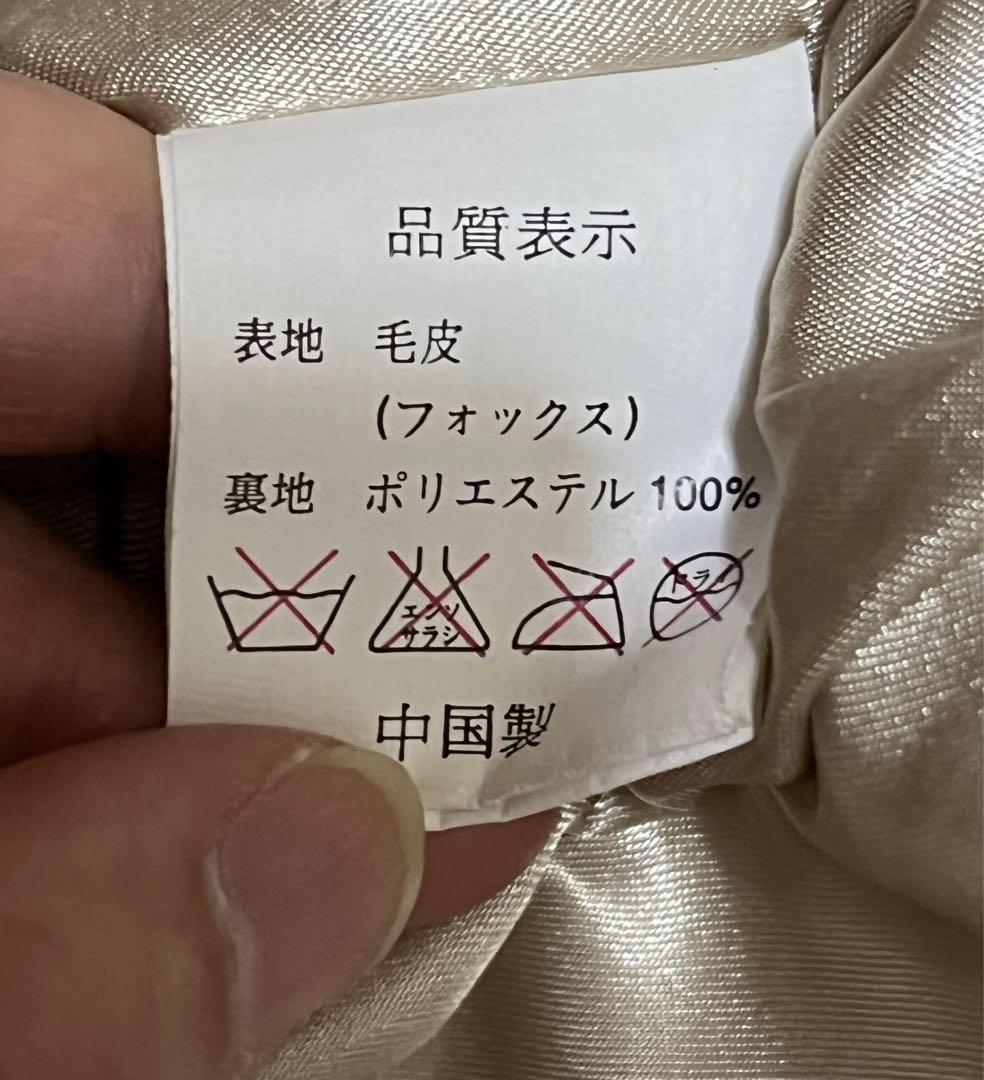 品質表示
表地 毛皮
(フォックス)
裏地 ポリエステル 100%
エンソ
サラシ
ドライ
中国製